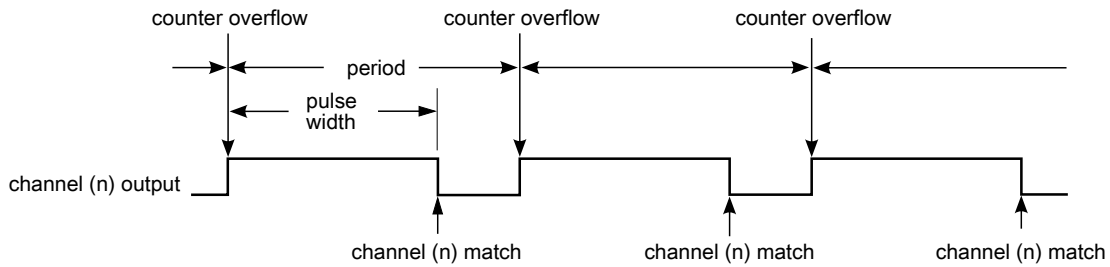 counter overflow
counter overflow
counter overflow
period
pulse
width
channel (n) output
channel (n) match
channel (n) match
channel (n) match